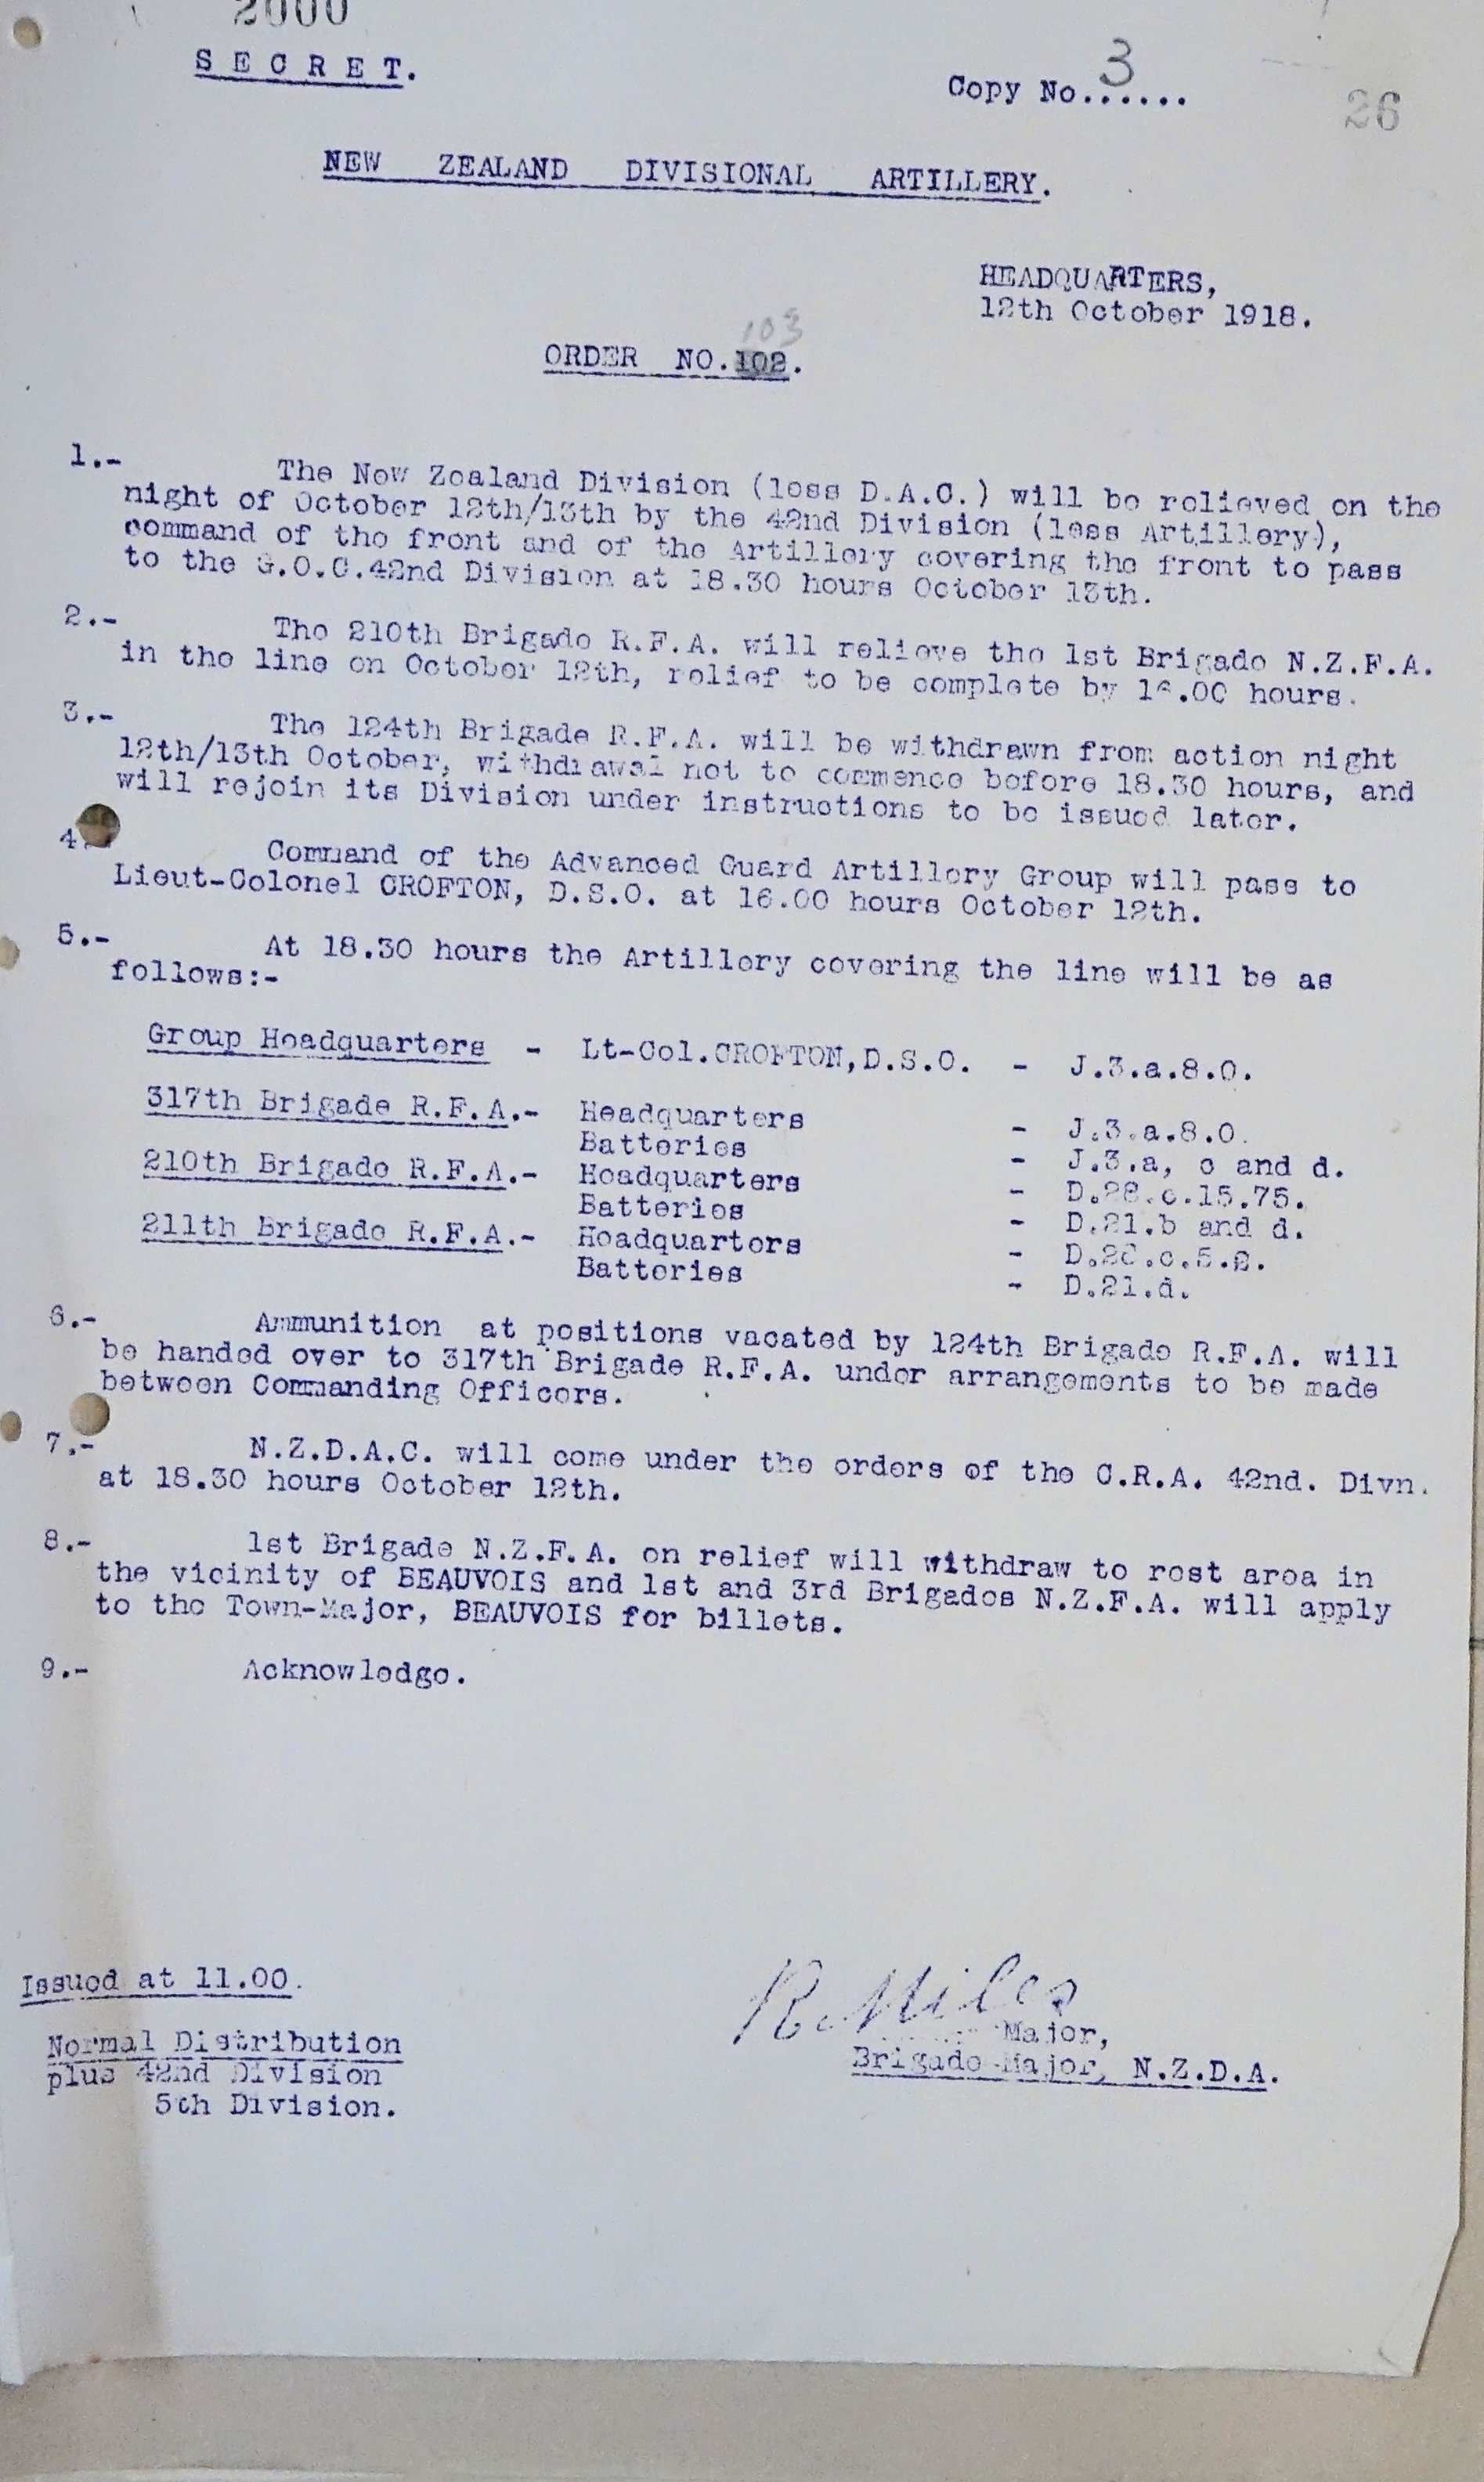 2000
SECRET.
Copy No.3.....
26
NEW ZEALAND DIVISIONAL ARTILLERY.
HEADQUARTERS,
12th October 1918.
103
ORDER NO.102.
1.- The New Zealand Division (less D.A.C.) will be relieved on the
night of October 12th/13th by the 42nd Division (less Artillery),
command of the front and of the Artillery covering the front to pass
to the G.O.C.42nd Division at 18.30 hours October 13th.
2.- The 210th Brigade R.F.A. will relieve the 1st Brigade N.Z.F.A.
in the line on October 12th, relief to be complete by hours.
3.- The 124th Brigade R.F.A. will be withdrawn from action night
12th/13th October, withdrawal not to commence before 18.30 hours, and
will rejoin its Division under instructions to be issued later.
4.- Command of the Advanced Guard Artillery Group will pass to
Lieut-Colonel CROFTON, D.S.O. at 16.00 hours October 12th.
5.- At 18.30 hours the Artillery covering the line will be as
follows:-
Group Headquarters - Lt-Col.CROFTON,D.S.O. - J.3.a.8.0.
317th Brigade R.F.A.- Headquarters - J.3.a.8.0.
Batteries - J.3.a, c and d.
210th Brigade R.F.A.- Headquarters - D.28.c.15.75.
Batteries - D.21.b and d.
211th Brigade R.F.A.- Headquarters -
Batteries - D.21.d.
6.- Ammunition at positions vacated by 124th Brigade R.F.A. will
be handed over to 317th Brigade R.F.A. under arrangements to be made
between Commanding Officers.
7.- N.Z.D.A.C. will come under the orders of the C.R.A. 42nd. Divn.
at 18.30 hours October 12th.
8.- 1st Brigade N.Z.F.A. on relief will withdraw to rest area in
the vicinity of BEAUVOIS and 1st and 3rd Brigades N.Z.F.A. will apply
to the Town-Major, BEAUVOIS for billets.
9.- Acknowledge.
Issued at 11.00.
R. Miles
Major,
Brigade Major, N.Z.D.A.
Normal Distribution
plus 42nd Division
5th Division.